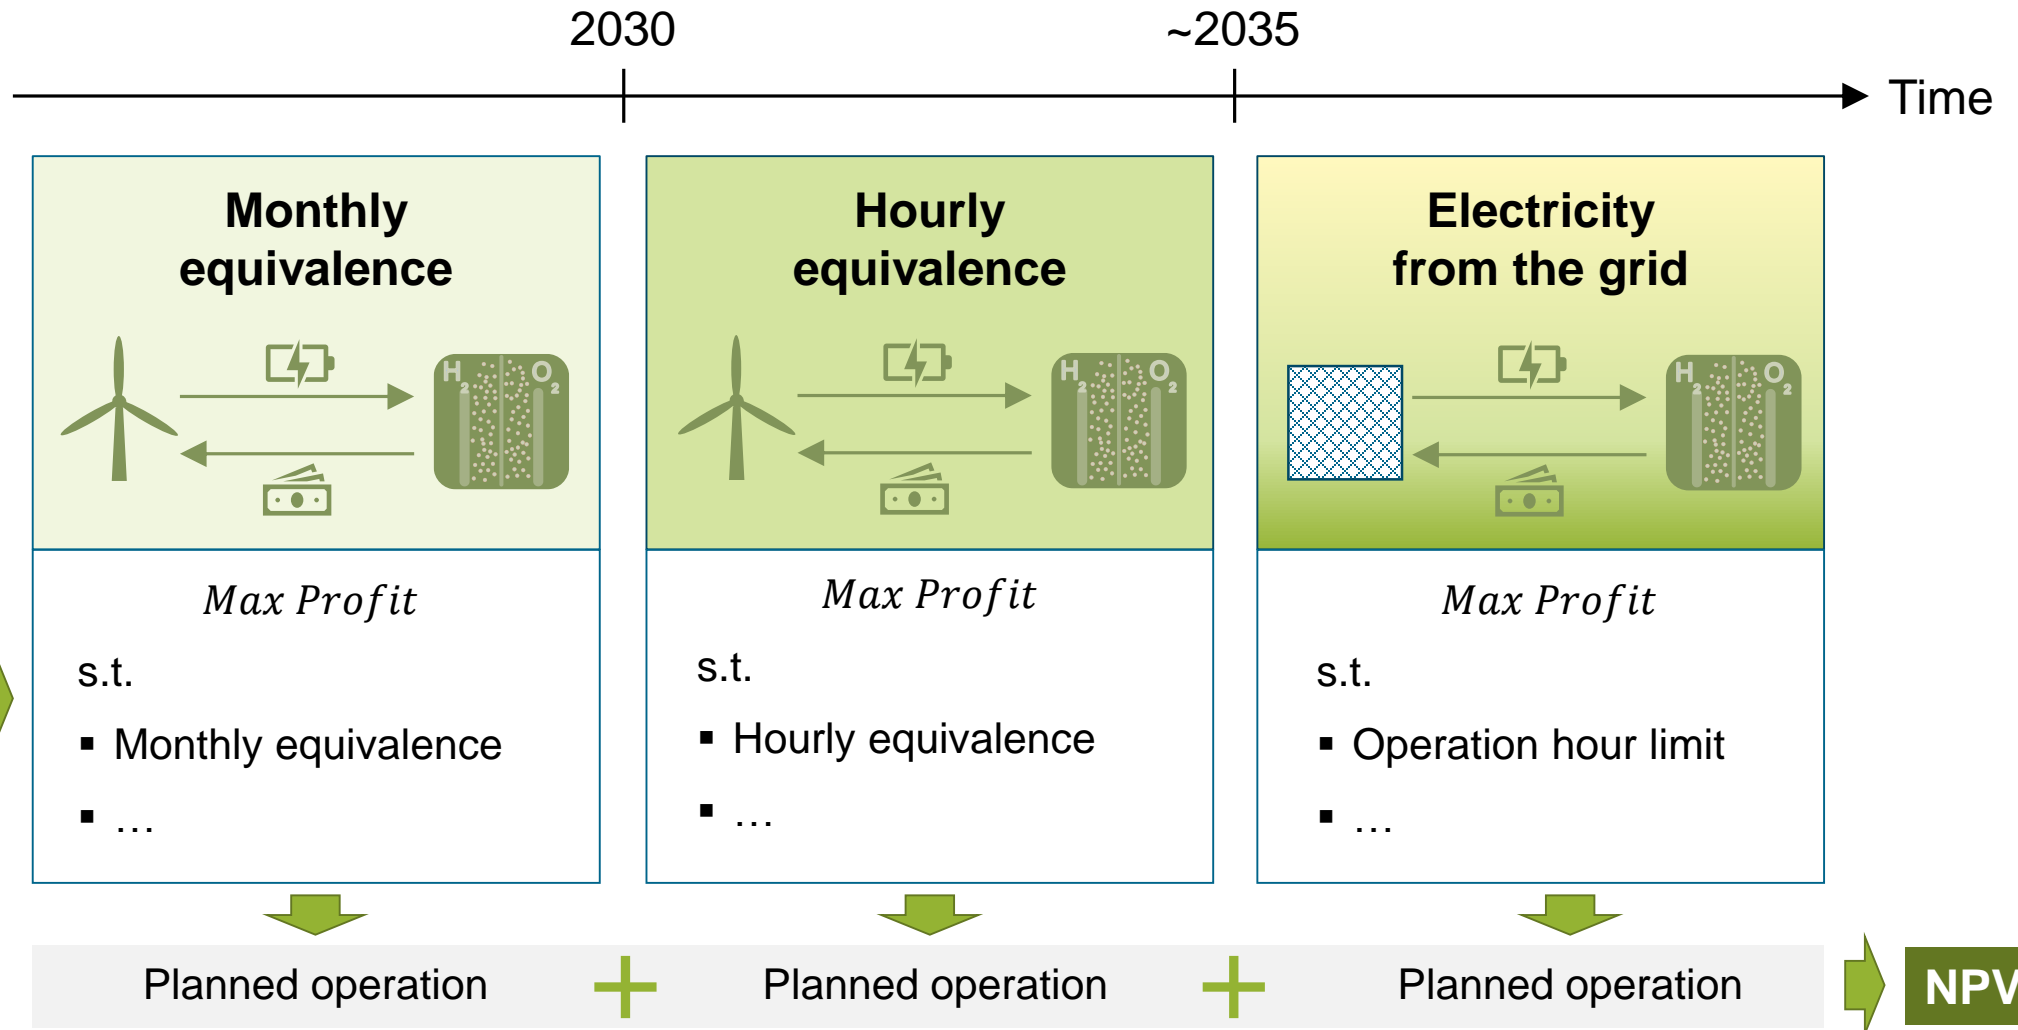 2030
~2035
Time
Monthly
equivalence
H2 O2
Max Profit
s.t.
▪ Monthly equivalence
▪ …
Hourly
equivalence
H2 O2
Max Profit
s.t.
▪ Hourly equivalence
▪ …
Electricity
from the grid
H2 O2
Max Profit
s.t.
▪ Operation hour limit
▪ …
Planned operation + Planned operation + Planned operation
NPV